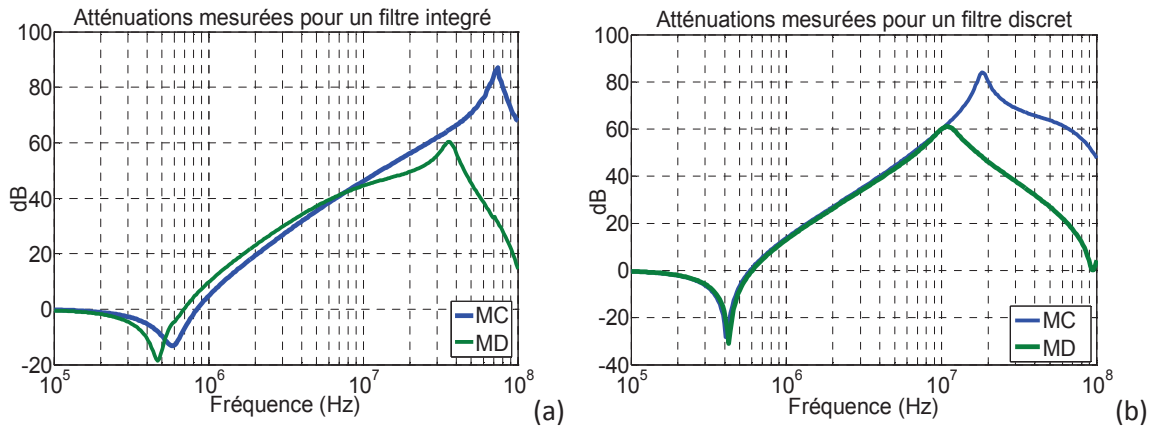 Atténuations mesurées pour un filtre integré
100
80
60
40
20
0
-20
dB
MC
MD
10^5
10^6
10^7
10^8
Fréquence (Hz)
(a)
Atténuations mesurées pour un filtre discret
100
80
60
40
20
0
-20
-40
dB
MC
MD
10^5
10^6
10^7
10^8
Fréquence (Hz)
(b)